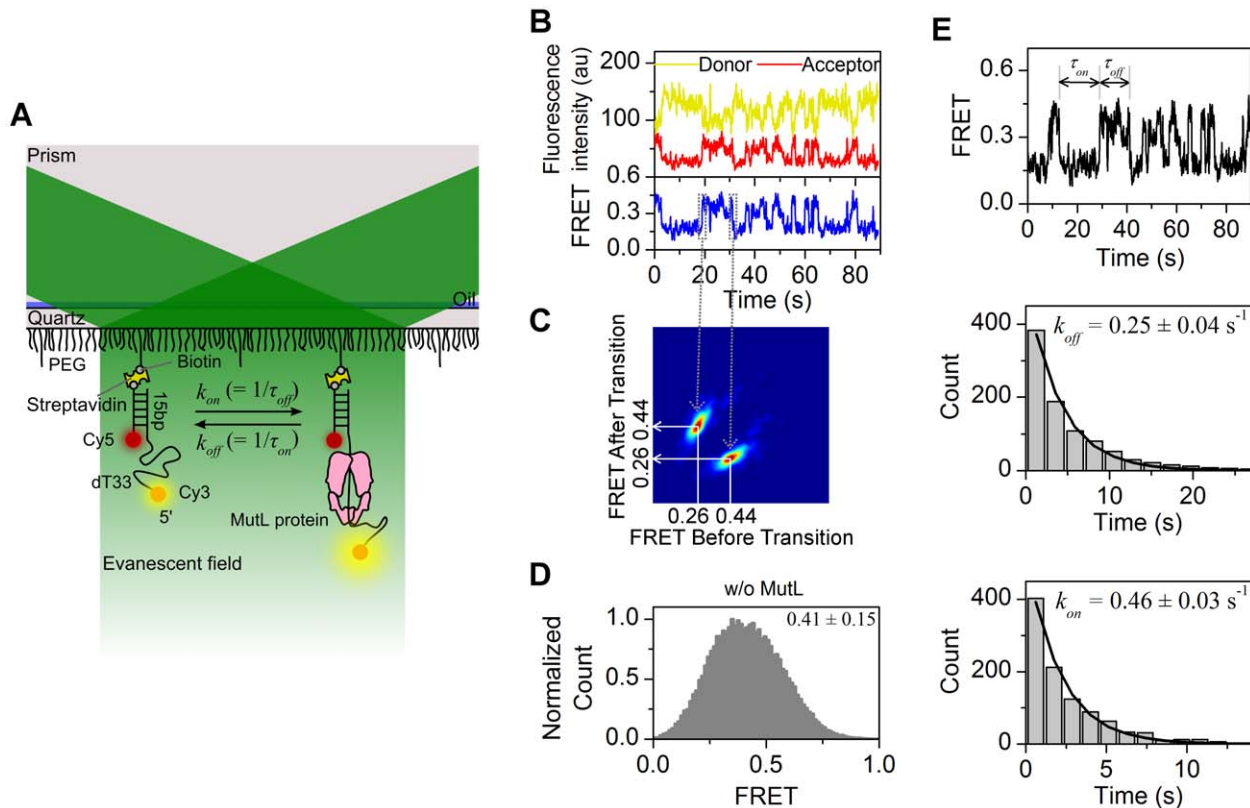 A
Prism
Oil
Quartz
PEG
Biotin
Streptavidin
15bp
k_on (= 1/τ_off)
k_off (= 1/τ_on)
Cy5
dT33
Cy3
5'
MutL protein
Evanescent field
B
Fluorescence
intensity (au)
200
100
Donor
Acceptor
0.6
FRET
0.3
0.0
0 20 40 60 80
Time (s)
C
FRET After Transition
0.26 0.44
0.26 0.44
FRET Before Transition
D
w/o MutL
0.41 ± 0.15
Normalized
Count
1.0
0.5
0.0
0.0 0.5 1.0
FRET
E
τ_on τ_off
FRET
0.6
0.3
0.0
0 20 40 60 80
Time (s)
k_off = 0.25 ± 0.04 s⁻¹
Count
400
200
0
0 10 20
Time (s)
k_on = 0.46 ± 0.03 s⁻¹
Count
400
200
0
0 5 10
Time (s)